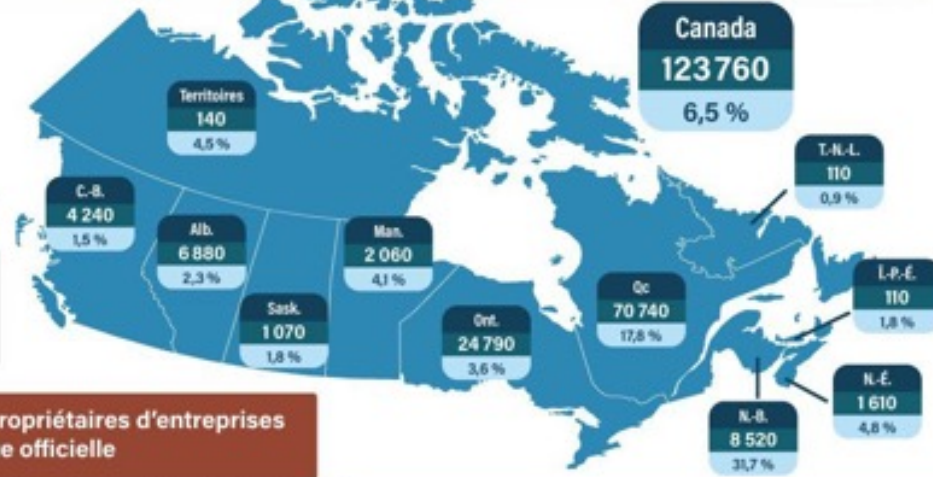 Canada
123 760
6,5 %
Territoires
140
4,5 %
T.-N.-L.
110
0,9 %
C.-B.
4 240
1,5 %
Alb.
6 880
2,3 %
Man.
2 060
4,1 %
Sask.
1 070
1,8 %
Ont.
24 790
3,6 %
Qc
70 740
17,8 %
Î.-P.-É.
110
1,8 %
N.-É.
1 610
4,8 %
N.-B.
8 520
31,7 %
ropriétaires d'entreprises
e officielle